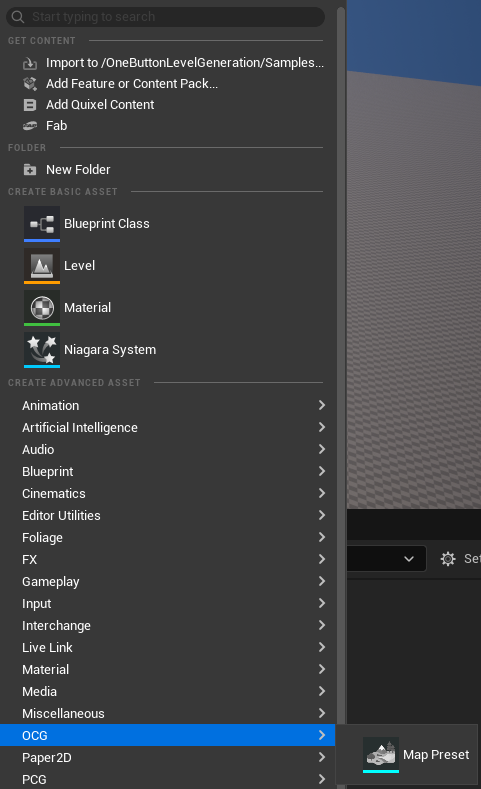 Start typing to search
GET CONTENT
Import to /OneButtonLevelGeneration/Samples...
Add Feature or Content Pack...
Add Quixel Content
Fab
FOLDER
New Folder
CREATE BASIC ASSET
Blueprint Class
Level
Material
Niagara System
CREATE ADVANCED ASSET
Animation
Artificial Intelligence
Audio
Blueprint
Cinematics
Editor Utilities
Foliage
FX
Gameplay
Input
Interchange
Live Link
Material
Media
Miscellaneous
OCG
Paper2D
PCG
Set
Map Preset